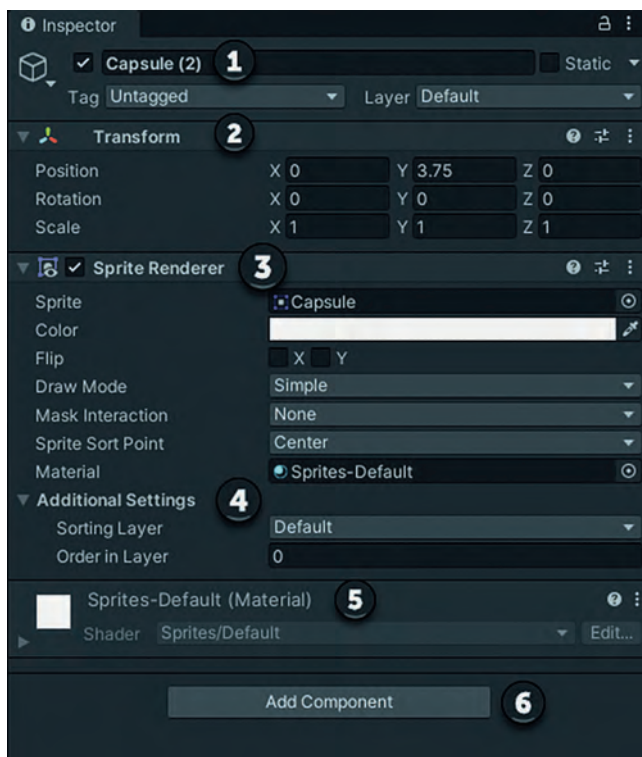 Inspector
Capsule (2) 1 Static
Tag Untagged Layer Default
Transform 2
Position X 0 Y 3.75 Z 0
Rotation X 0 Y 0 Z 0
Scale X 1 Y 1 Z 1
Sprite Renderer 3
Sprite Capsule
Color
Flip X Y
Draw Mode Simple
Mask Interaction None
Sprite Sort Point Center
Material Sprites-Default
Additional Settings 4
Sorting Layer Default
Order in Layer 0
Sprites-Default (Material) 5
Shader Sprites/Default Edit...
Add Component 6